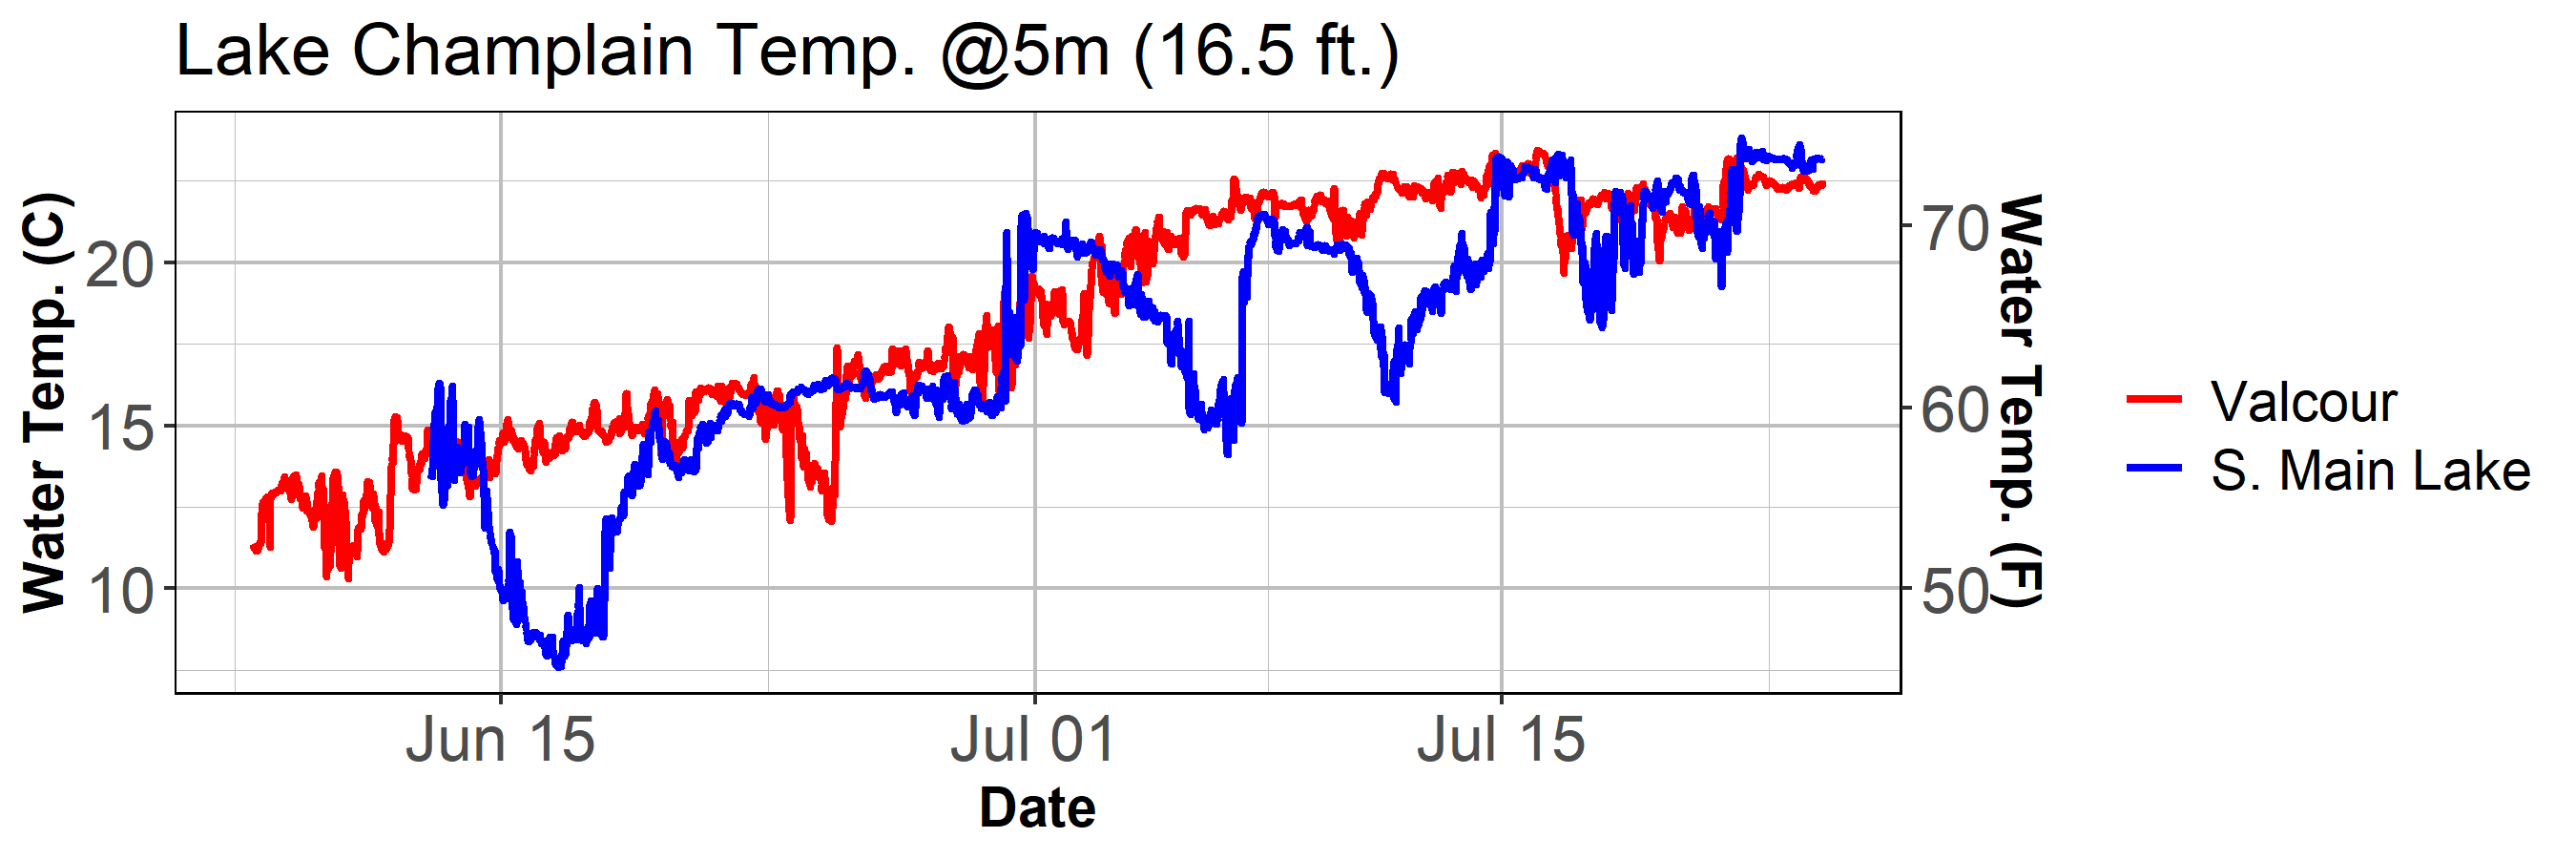 Lake Champlain Temp. @5m (16.5 ft.)
Water Temp. (C)
20
15
10
70
60
50
Water Temp. (F)
Jun 15
Jul 01
Jul 15
Date
Valcour
S. Main Lake